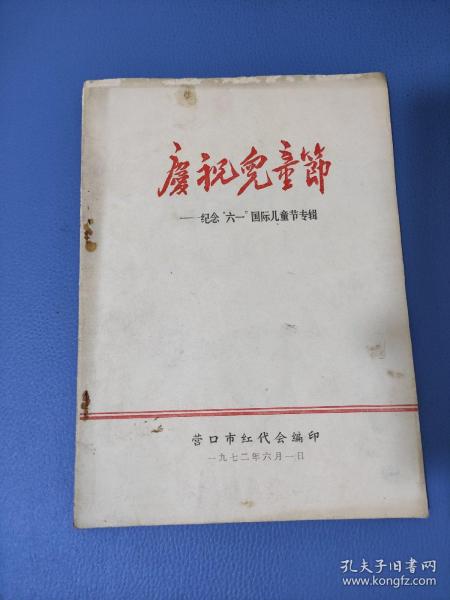 慶祝兒童節
——纪念“六一”国际儿童节专辑
营口市红代会编印
一九七二年六月一日
孔夫子旧书网
www.kongfz.com